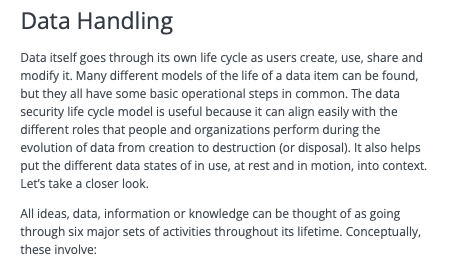 Data Handling
Data itself goes through its own life cycle as users create, use, share and
modify it. Many different models of the life of a data item can be found,
but they all have some basic operational steps in common. The data
security life cycle model is useful because it can align easily with the
different roles that people and organizations perform during the
evolution of data from creation to destruction (or disposal). It also helps
put the different data states of in use, at rest and in motion, into context.
Let’s take a closer look.
All ideas, data, information or knowledge can be thought of as going
through six major sets of activities throughout its lifetime. Conceptually,
these involve: